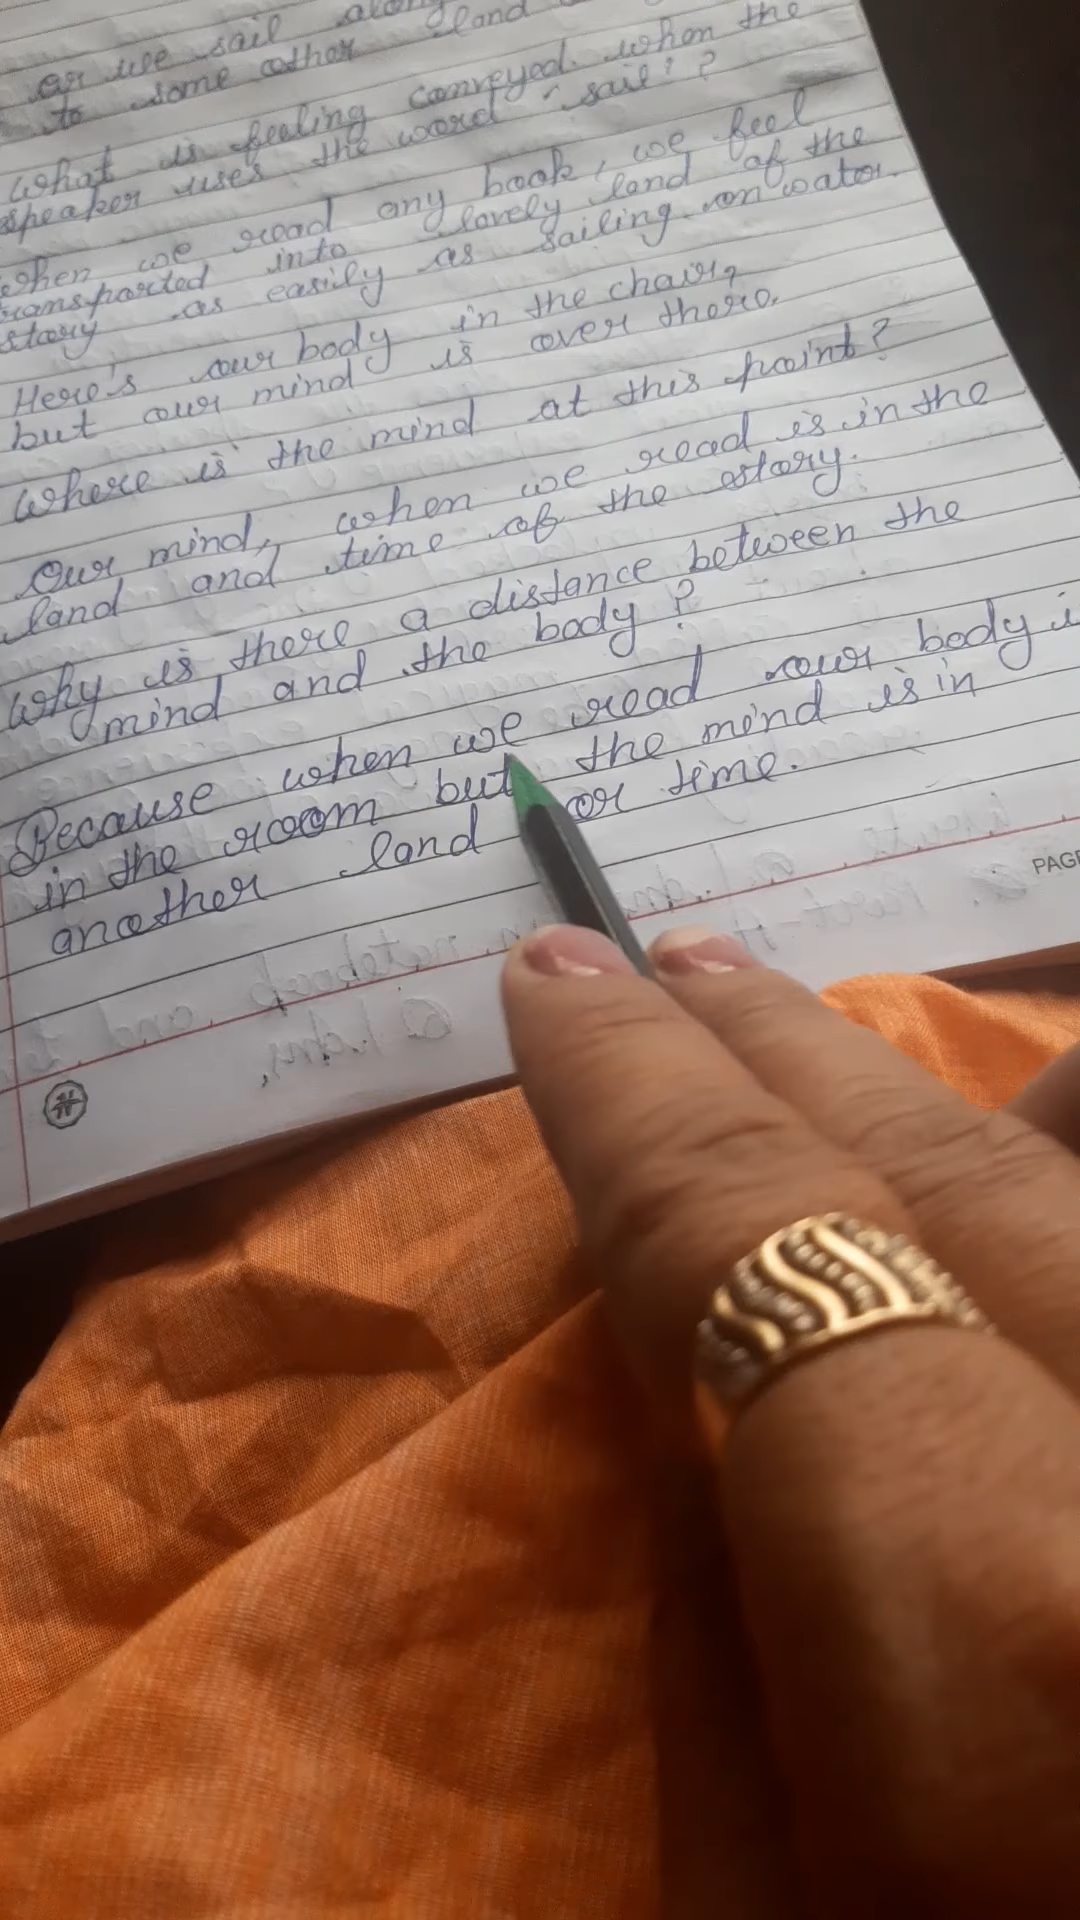 or we sail along
to some other land
What is feeling conveyed when the
speaker uses the word 'sail'?
When we read any book, we feel
transported into lovely land of the
story as easily as sailing on water.
Here's our body in the chair,
but our mind is over there.
Where is the mind at this point?
Our mind, when we read is in the
land and time of the story.
Why is there a distance between the
mind and the body?
Because when we read our body is
in the room but the mind is in
another land or time.
PAGE